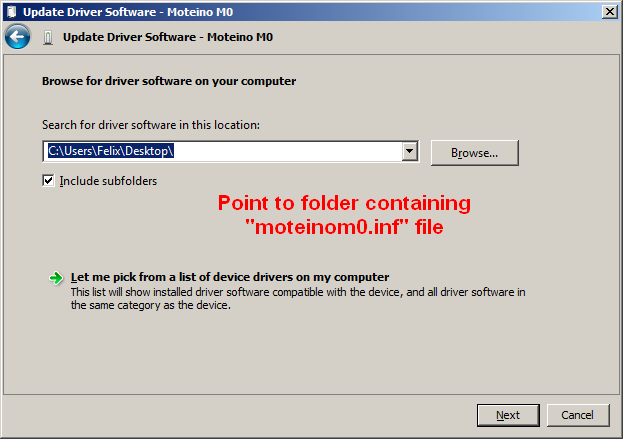 Update Driver Software - Moteino M0
Update Driver Software - Moteino M0
Browse for driver software on your computer
Search for driver software in this location:
C:\Users\Felix\Desktop\
Browse...
Include subfolders
Point to folder containing
"moteinom0.inf" file
Let me pick from a list of device drivers on my computer
This list will show installed driver software compatible with the device, and all driver software in
the same category as the device.
Next
Cancel